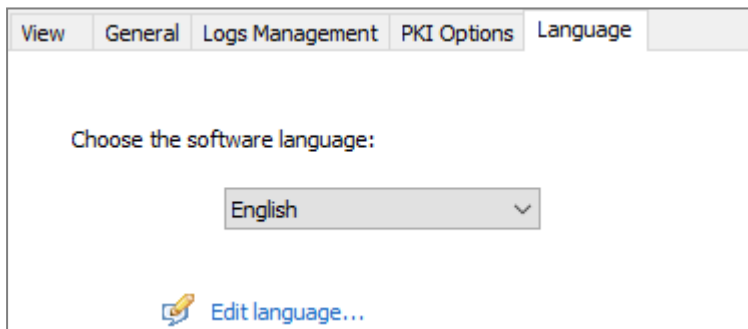 View General Logs Management PKI Options Language
Choose the software language:
English
Edit language...